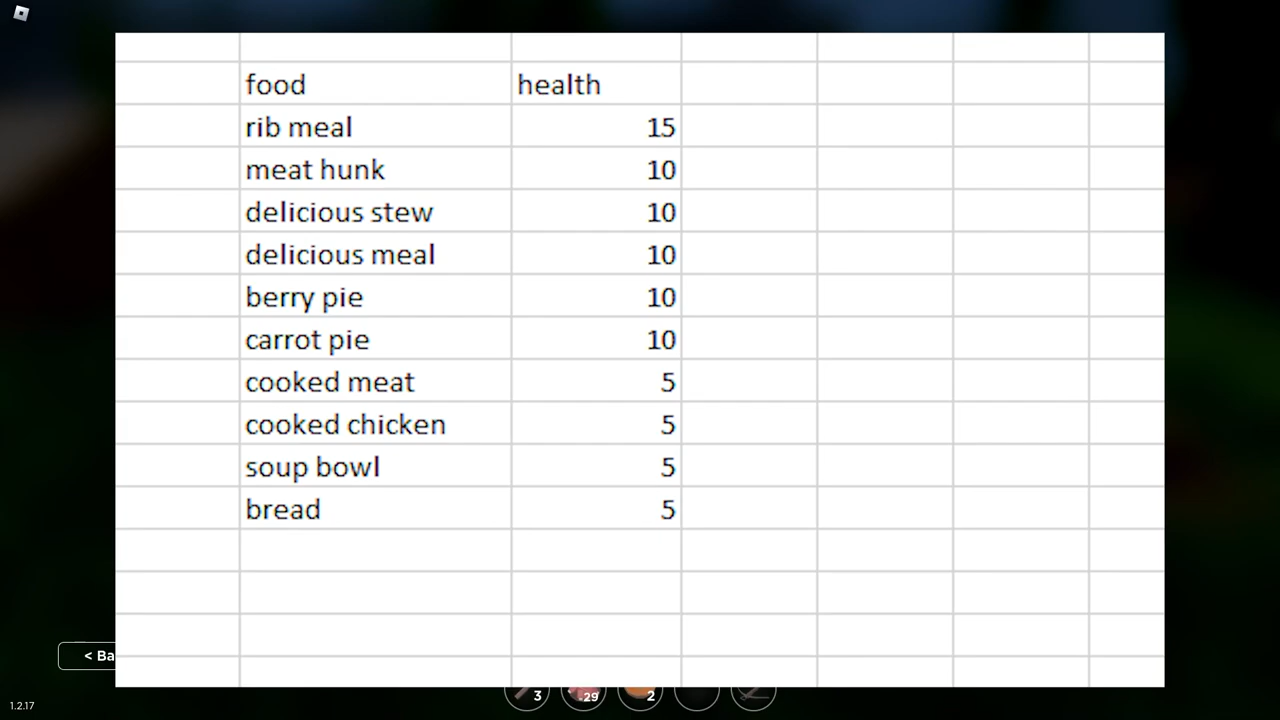 food health
rib meal 15
meat hunk 10
delicious stew 10
delicious meal 10
berry pie 10
carrot pie 10
cooked meat 5
cooked chicken 5
soup bowl 5
bread 5
< Ba
3 29 2
1.2.17